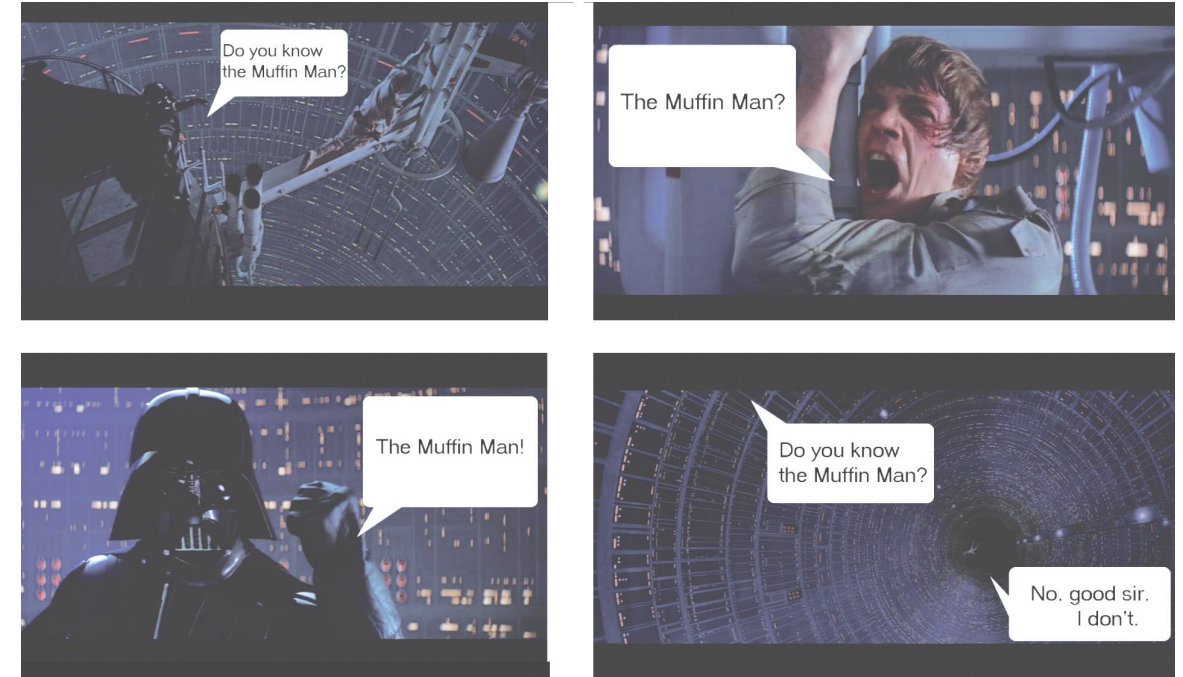 Do you know
the Muffin Man?
The Muffin Man?
The Muffin Man!
Do you know
the Muffin Man?
No, good sir,
I don't.